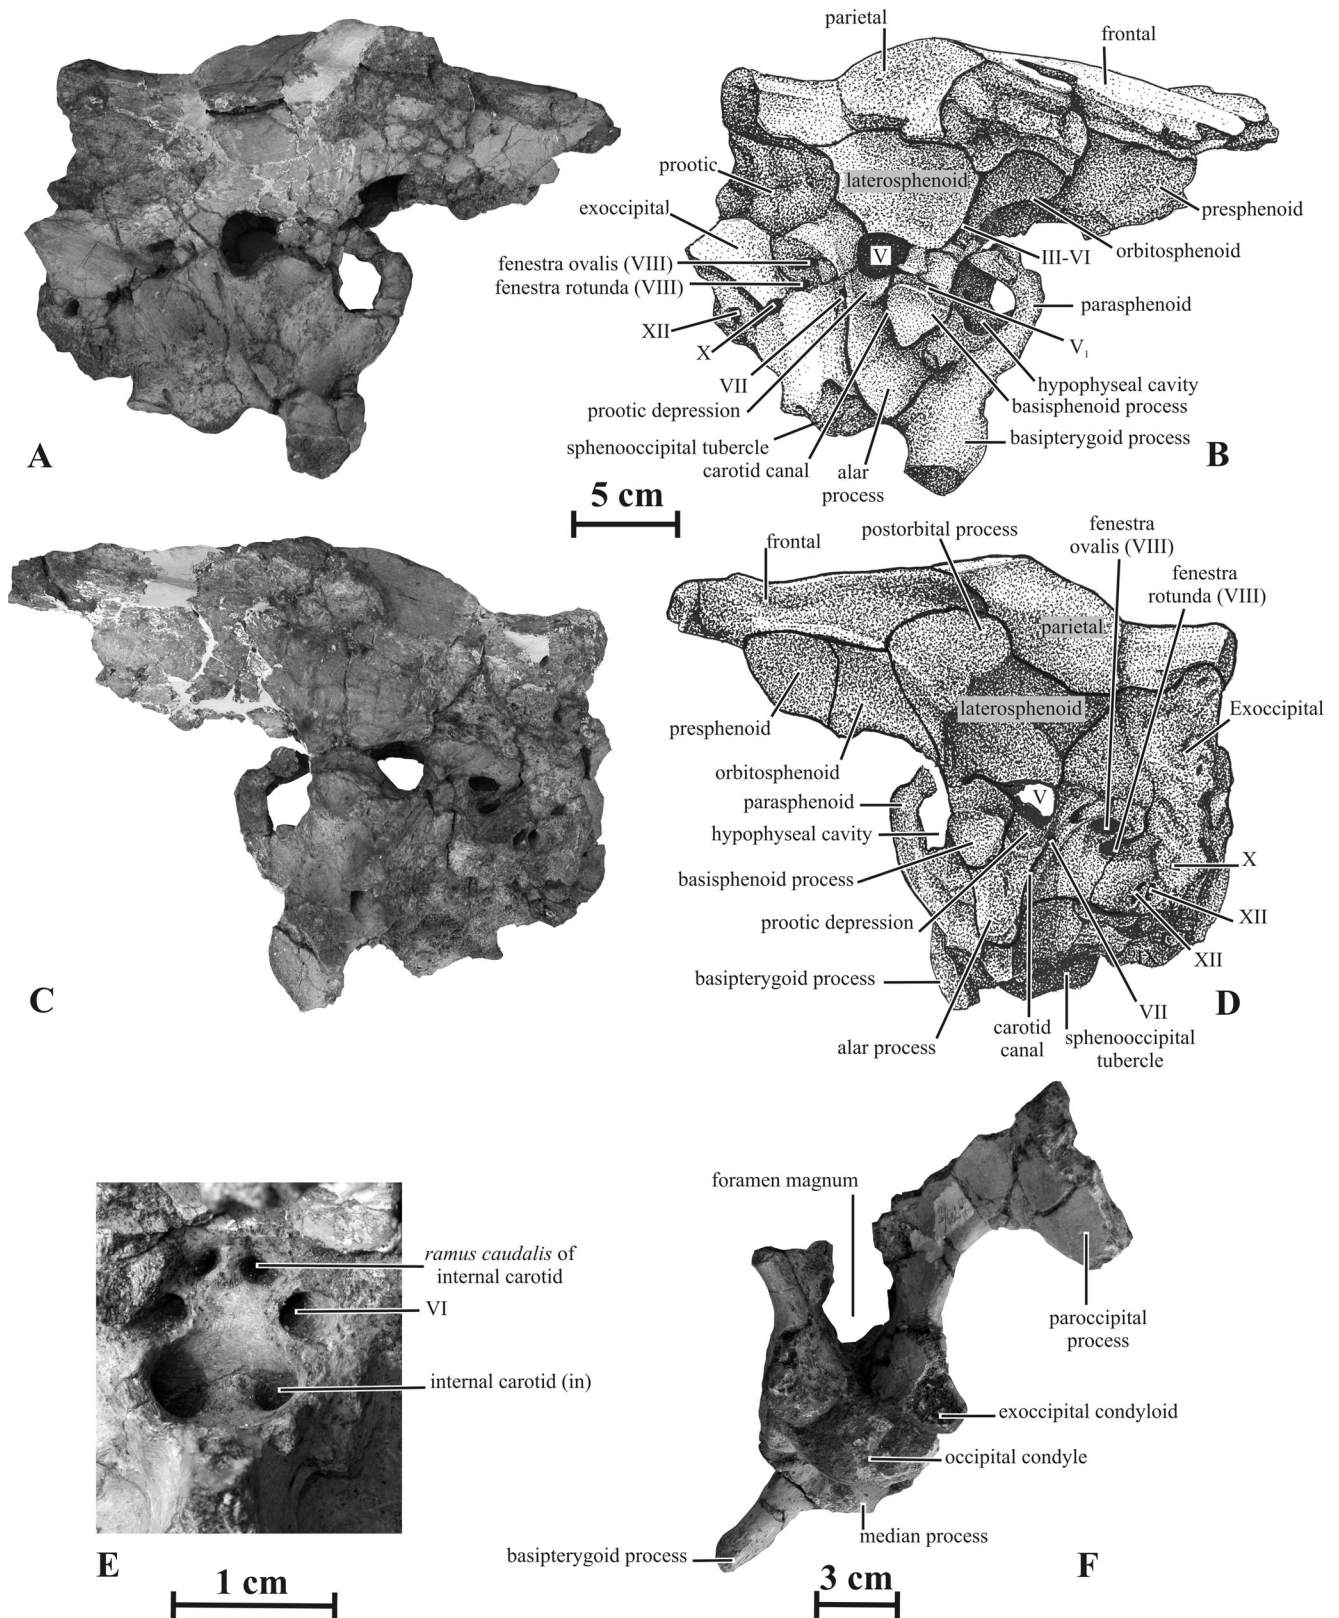 parietal
frontal
prootic
laterosphenoid
exoccipital
presphenoid
orbitosphenoid
III-VI
V
fenestra ovalis (VIII)
fenestra rotunda (VIII)
parasphenoid
XII
X
V1
VII
hypophyseal cavity
prootic depression
basisphenoid process
sphenooccipital tubercle
basipterygoid process
carotid canal
alar
process
A
B
5 cm
frontal
postorbital process
fenestra
ovalis (VIII)
fenestra
rotunda (VIII)
parietal
Exoccipital
presphenoid
laterosphenoid
orbitosphenoid
parasphenoid
V
hypophyseal cavity
X
basisphenoid process
prootic depression
XII
XII
basipterygoid process
VII
carotid
canal
alar process
sphenooccipital
tubercle
C
D
foramen magnum
ramus caudalis of
internal carotid
VI
paroccipital
process
internal carotid (in)
exoccipital condyloid
occipital condyle
median process
basipterygoid process
E
F
1 cm
3 cm